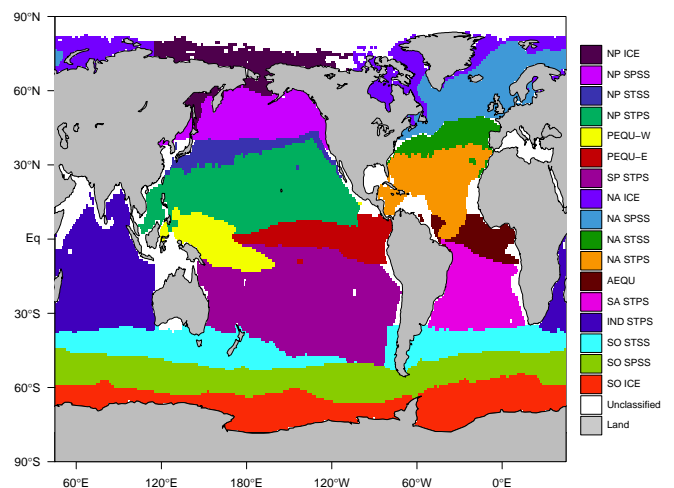 90°N
60°N
30°N
Eq
30°S
60°S
90°S
60°E
120°E
180°E
120°W
60°W
0°E
NP ICE
NP SPSS
NP STSS
NP STPS
PEQU−W
PEQU−E
SP STPS
NA ICE
NA SPSS
NA STSS
NA STPS
AEQU
SA STPS
IND STPS
SO STSS
SO SPSS
SO ICE
Unclassified
Land